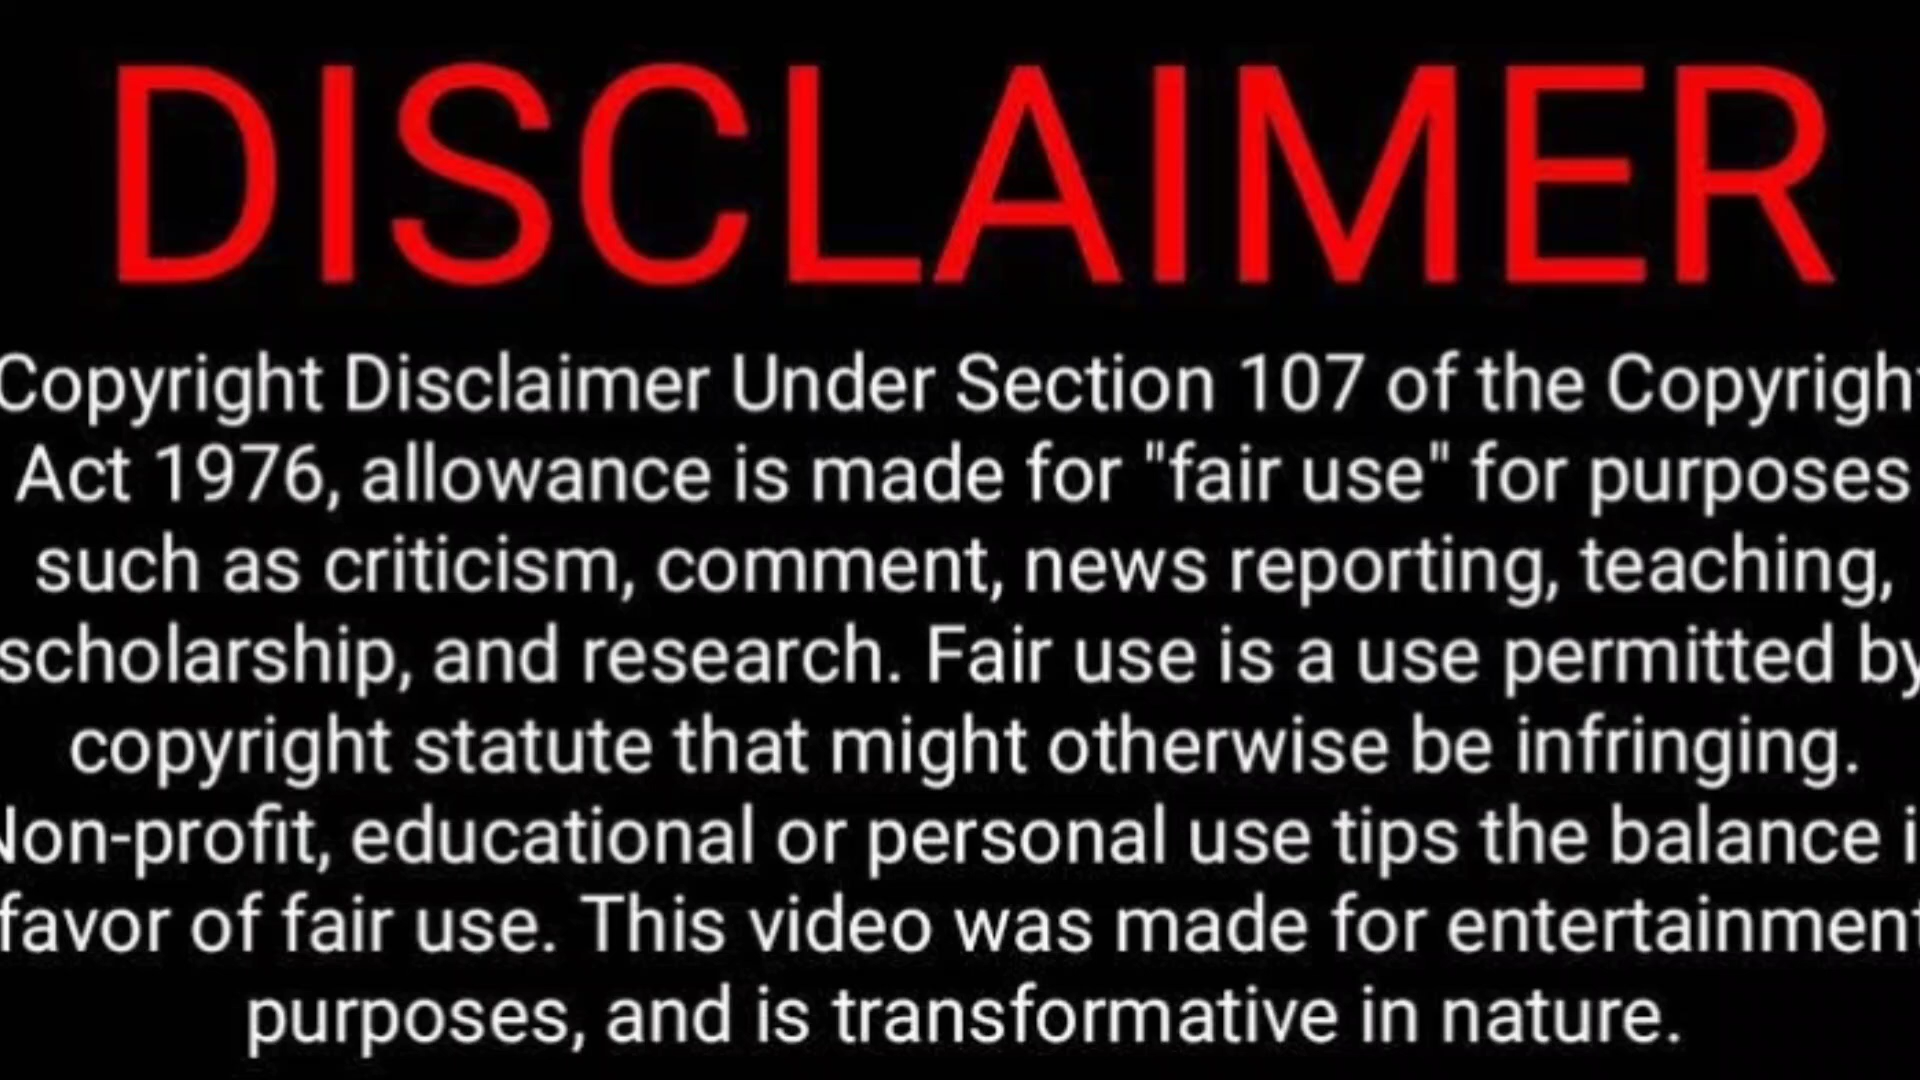 DISCLAIMER
Copyright Disclaimer Under Section 107 of the Copyright
Act 1976, allowance is made for "fair use" for purposes
such as criticism, comment, news reporting, teaching,
scholarship, and research. Fair use is a use permitted by
copyright statute that might otherwise be infringing.
Non-profit, educational or personal use tips the balance i
favor of fair use. This video was made for entertainment
purposes, and is transformative in nature.